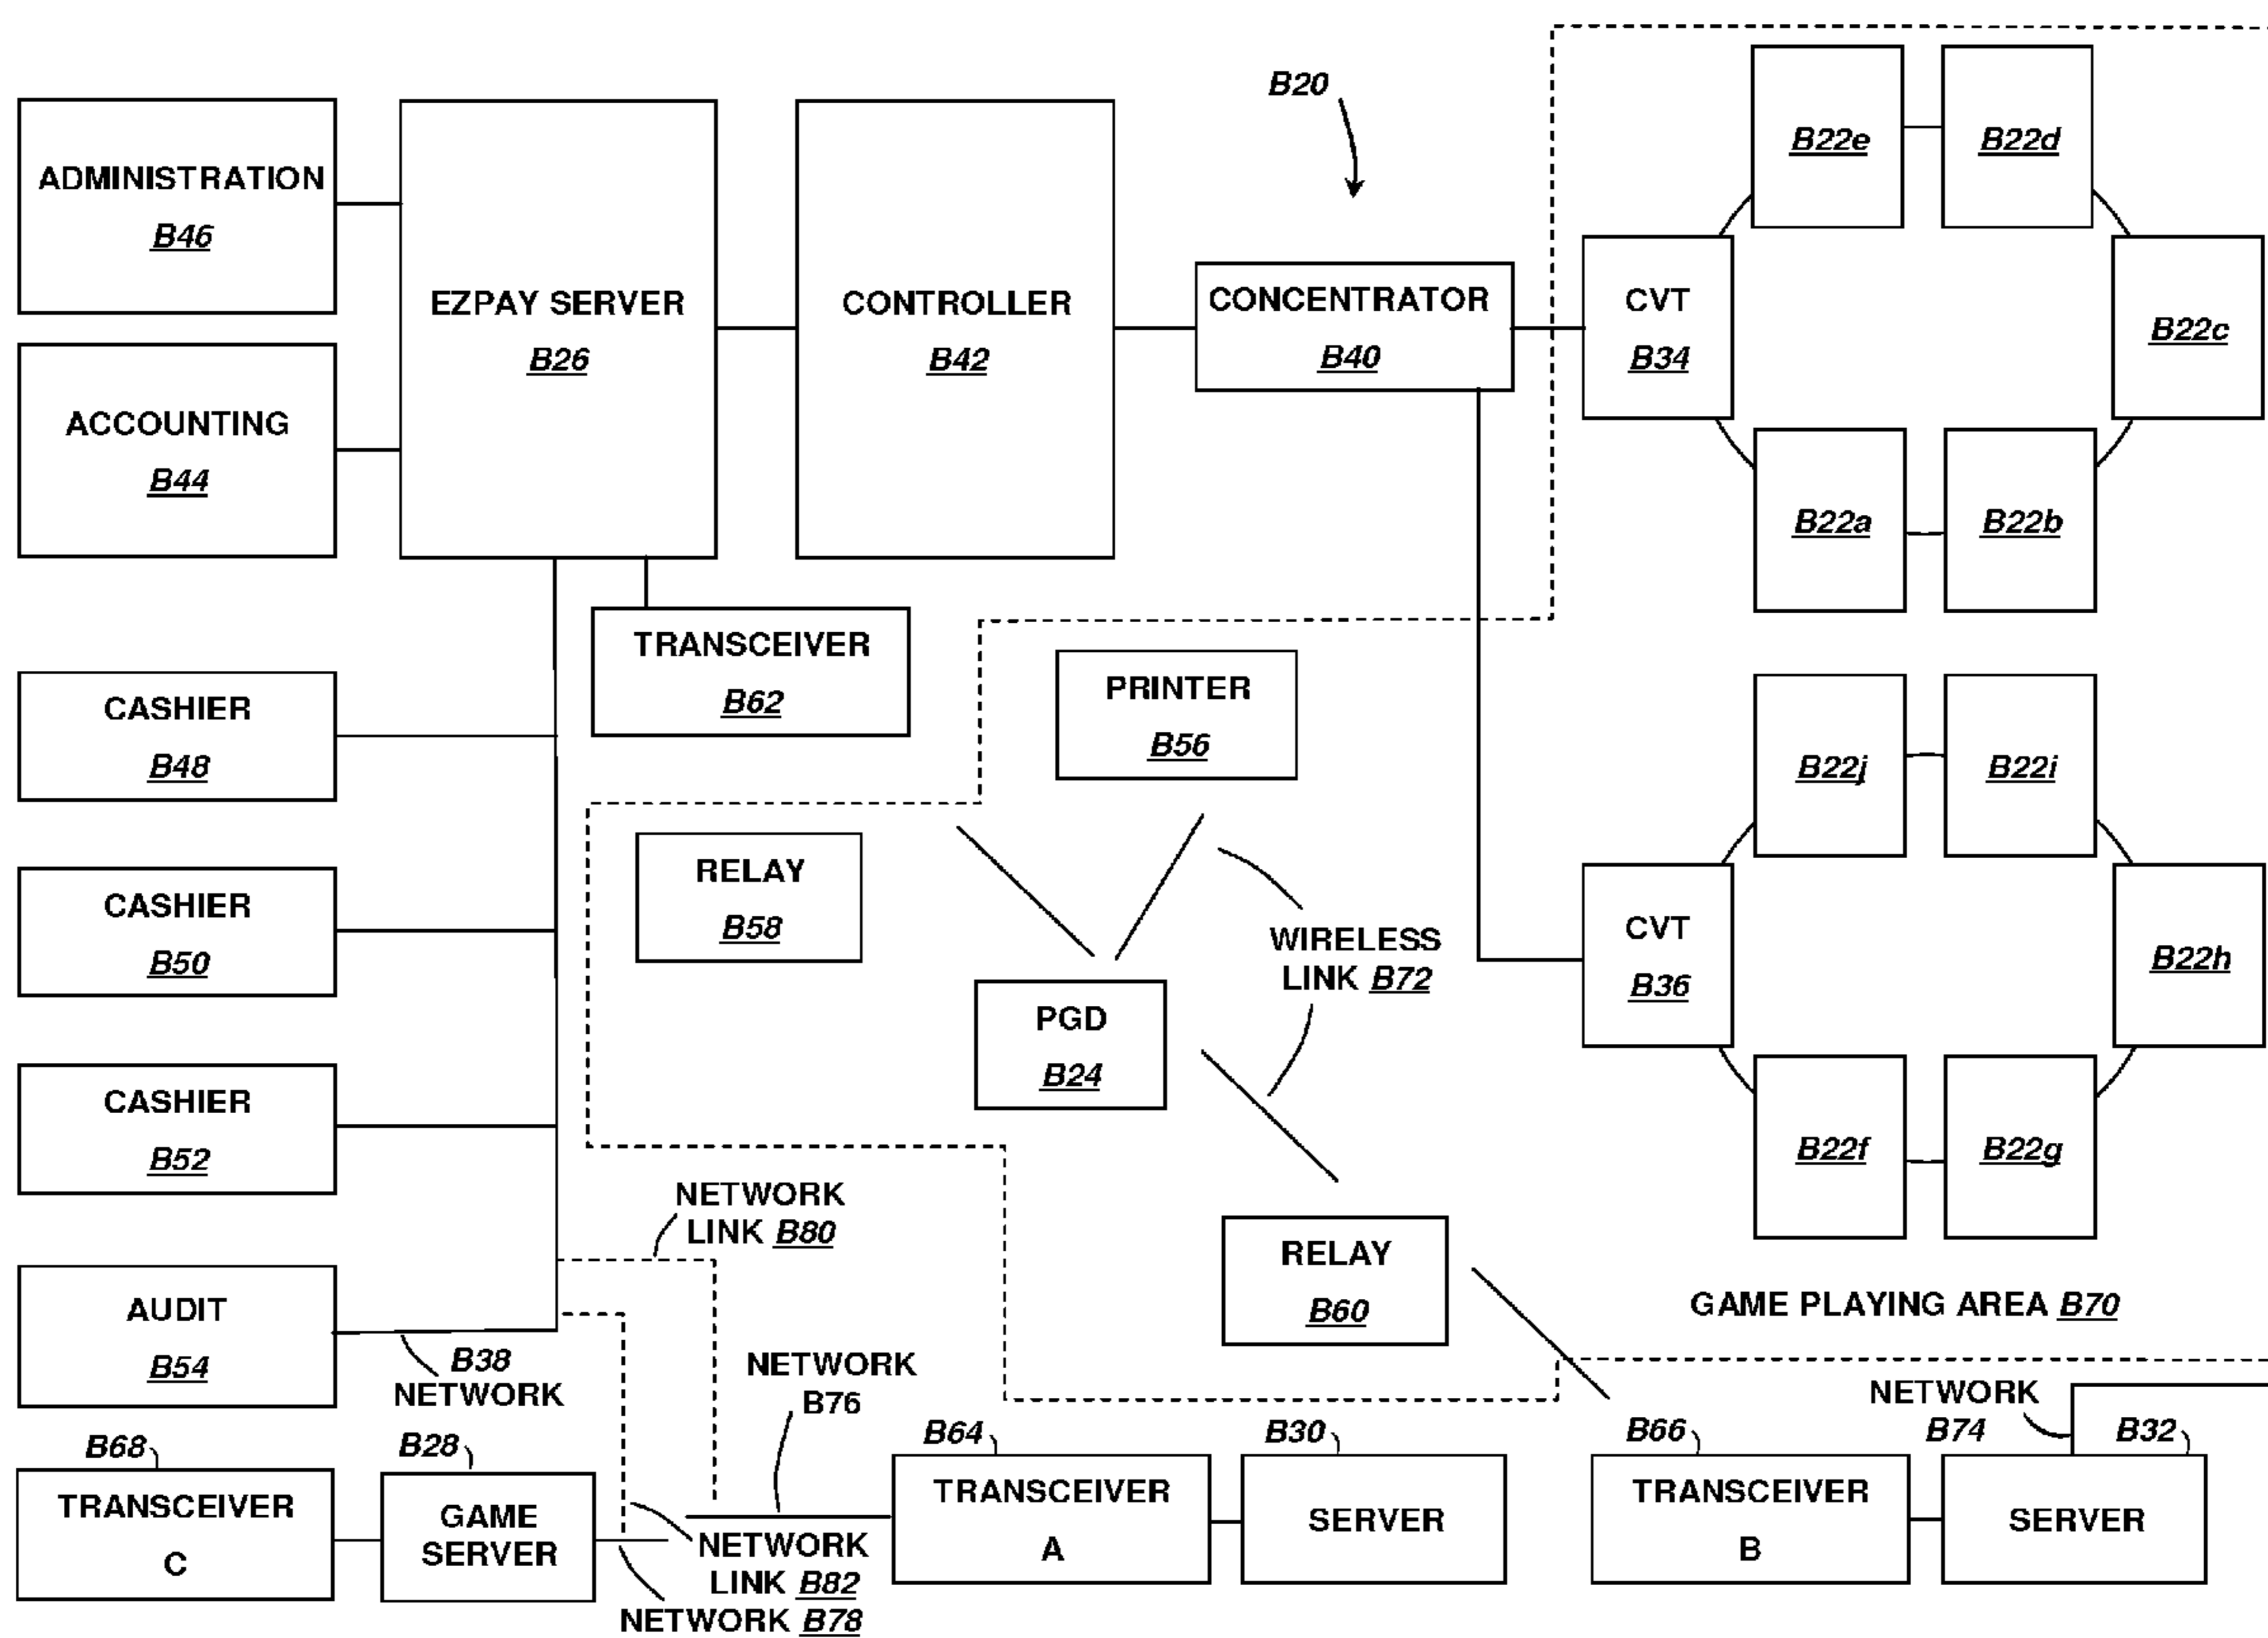 B20
ADMINISTRATION
B46
ACCOUNTING
B44
EZPAY SERVER
B26
CONTROLLER
B42
CONCENTRATOR
B40
CVT
B34
B22e
B22d
B22c
B22a
B22b
TRANSCEIVER
B62
CASHIER
B48
CASHIER
B50
CASHIER
B52
AUDIT
B54
B38
NETWORK
PRINTER
B56
RELAY
B58
WIRELESS
LINK B72
PGD
B24
RELAY
B60
CVT
B36
B22j
B22i
B22h
B22f
B22g
GAME PLAYING AREA B70
NETWORK
LINK B80
NETWORK
B76
B68
TRANSCEIVER
C
B28
GAME
SERVER
NETWORK
LINK B82
NETWORK B78
B64
TRANSCEIVER
A
B30
SERVER
B66
TRANSCEIVER
B
NETWORK
B74
B32
SERVER